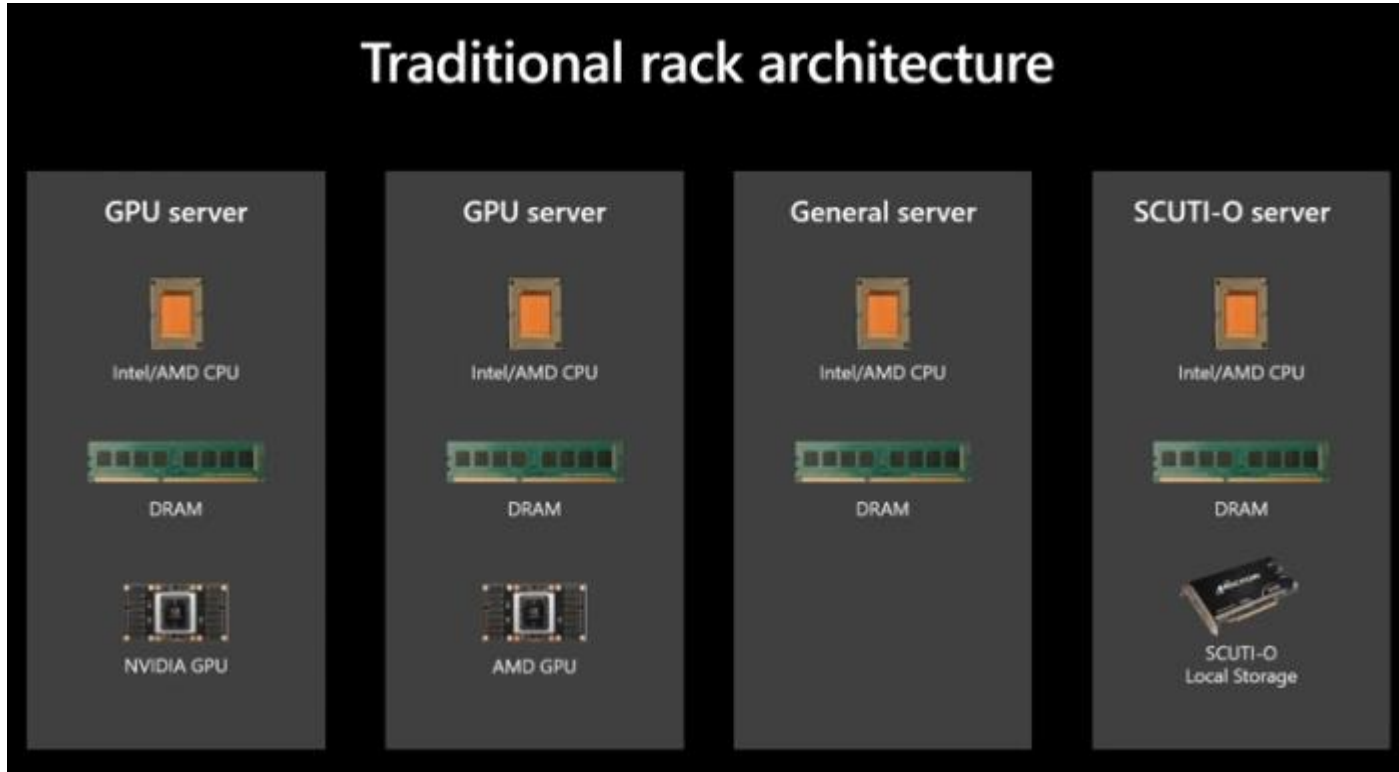 Traditional rack architecture
GPU server
Intel/AMD CPU
DRAM
NVIDIA GPU
GPU server
Intel/AMD CPU
DRAM
AMD GPU
General server
Intel/AMD CPU
DRAM
SCUTI-O server
Intel/AMD CPU
DRAM
Micron
SCUTI-O
Local Storage